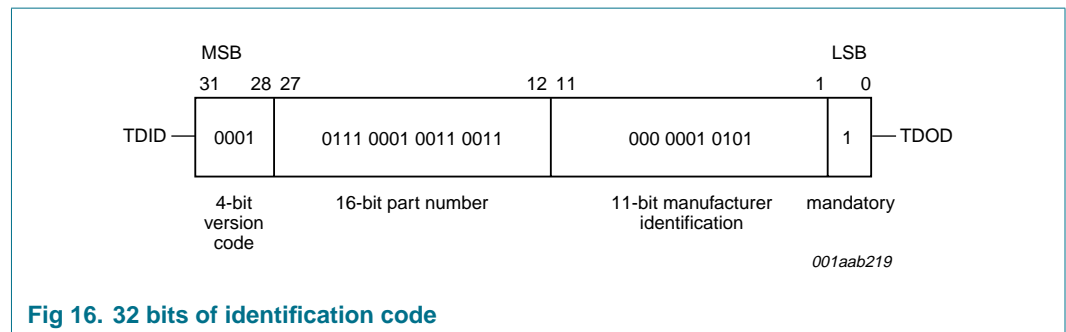 MSB LSB
31 28 27 12 11 1 0
TDID 0001 0111 0001 0011 0011 000 0001 0101 1 TDOD
4-bit 16-bit part number 11-bit manufacturer mandatory
version identification
code
001aab219
Fig 16. 32 bits of identification code